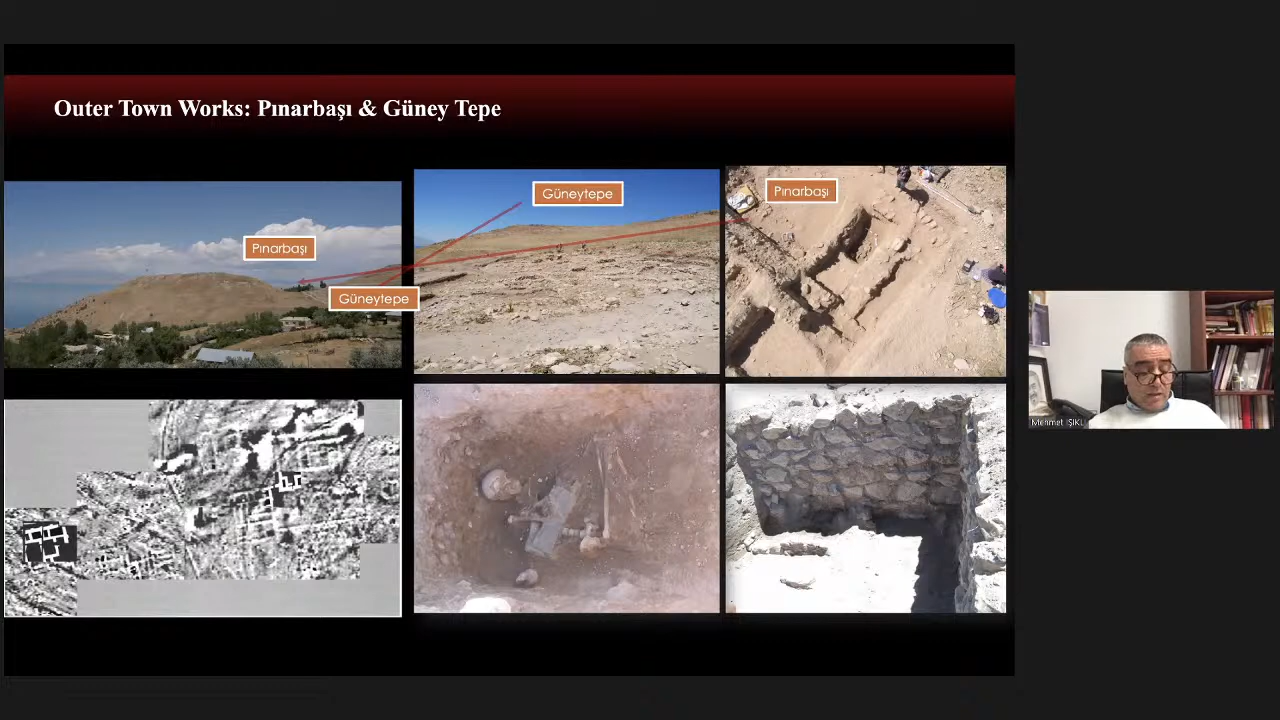 Outer Town Works: Pınarbaşı & Güney Tepe
Pınarbaşı
Güneytepe
Güneytepe
Pınarbaşı
Mehmet IŞIKLI